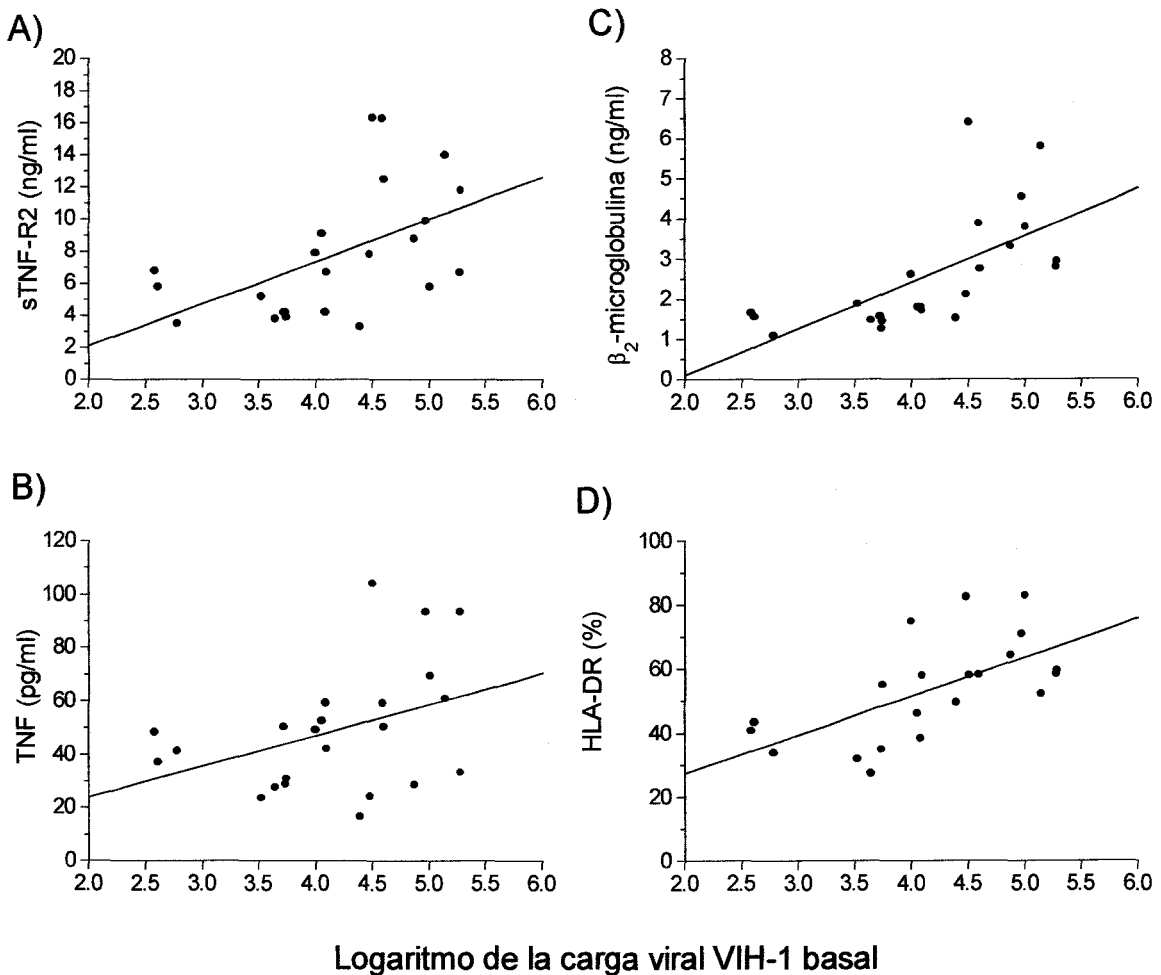 A)
20
18
16
14
12
10
8
6
4
2
0
sTNF-R2 (ng/ml)
2.0 2.5 3.0 3.5 4.0 4.5 5.0 5.5 6.0
C)
8
7
6
5
4
3
2
1
0
β₂-microglobulina (ng/ml)
2.0 2.5 3.0 3.5 4.0 4.5 5.0 5.5 6.0
B)
120
100
80
60
40
20
0
TNF (pg/ml)
2.0 2.5 3.0 3.5 4.0 4.5 5.0 5.5 6.0
D)
100
80
60
40
20
0
HLA-DR (%)
2.0 2.5 3.0 3.5 4.0 4.5 5.0 5.5 6.0
Logaritmo de la carga viral VIH-1 basal